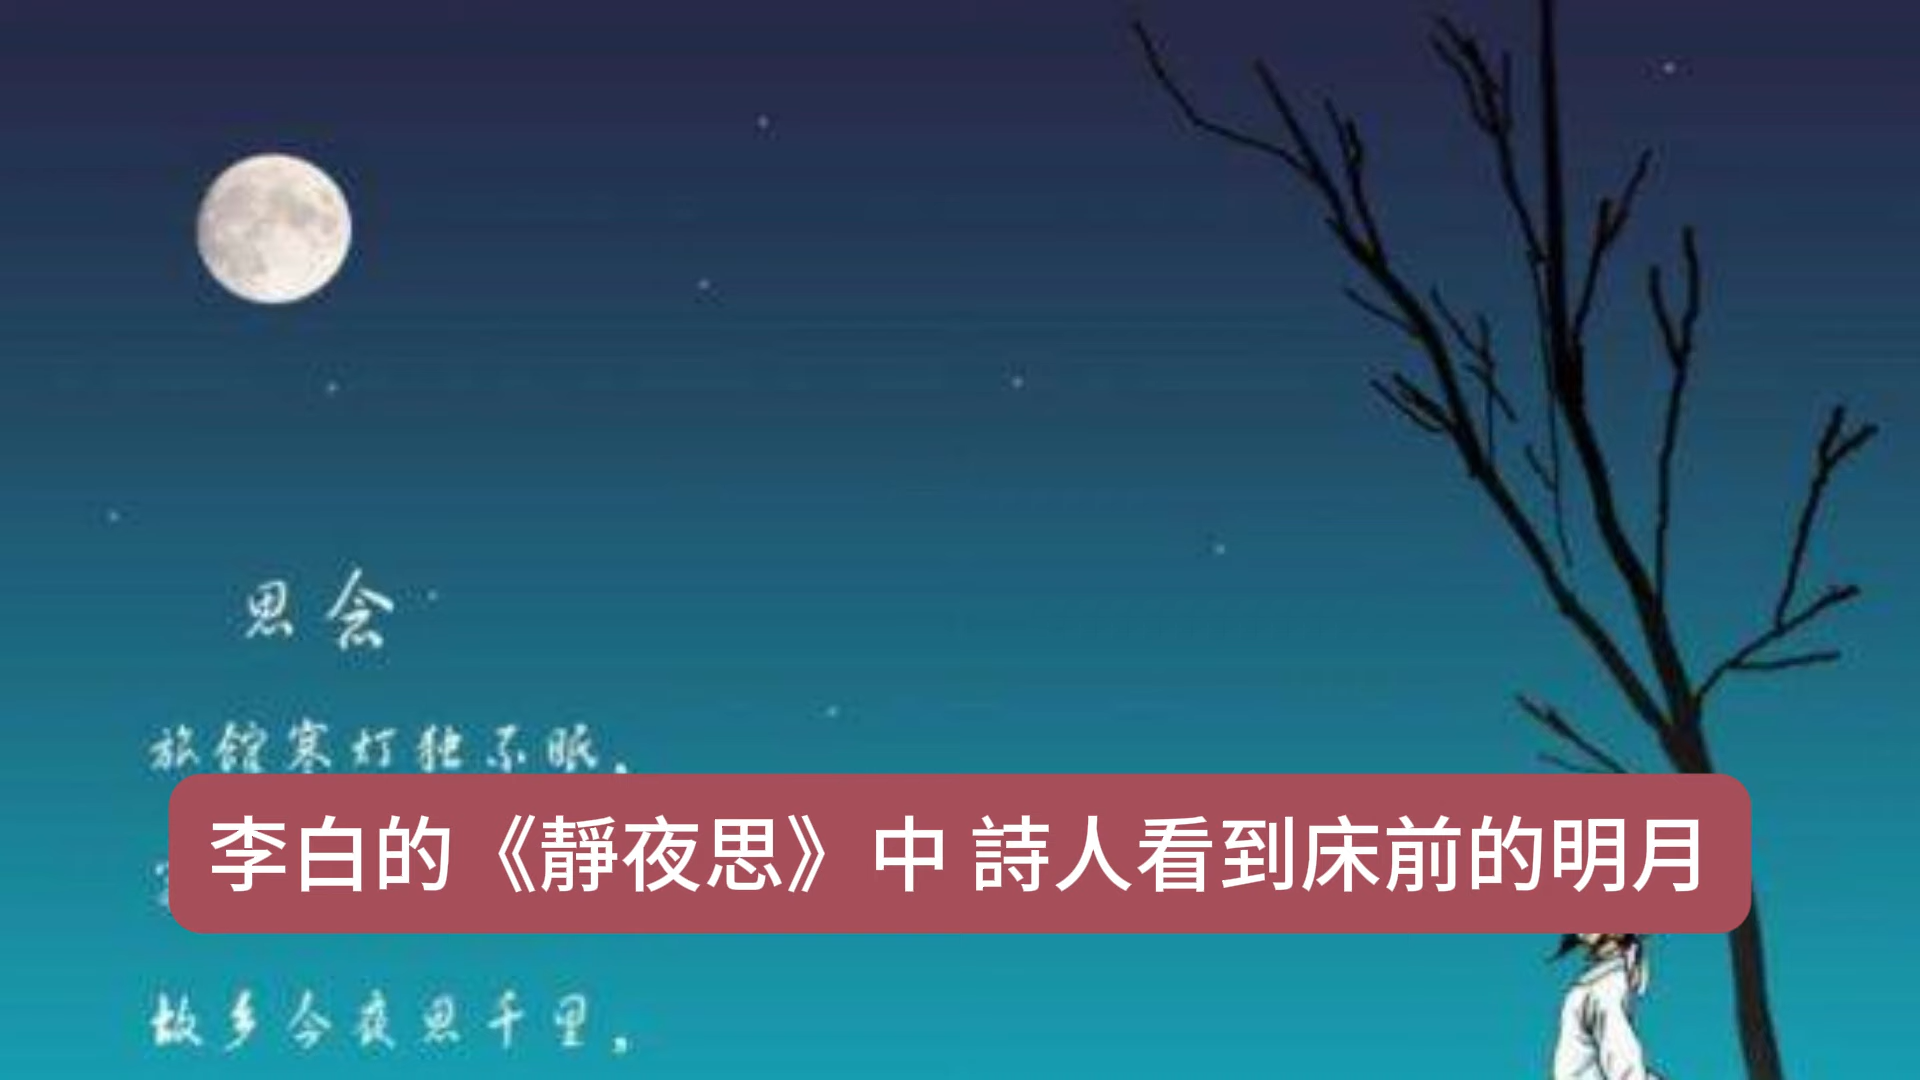 思念
旅館寒灯独不眠，
李白的《靜夜思》中 詩人看到床前的明月
故乡今夜思千里，